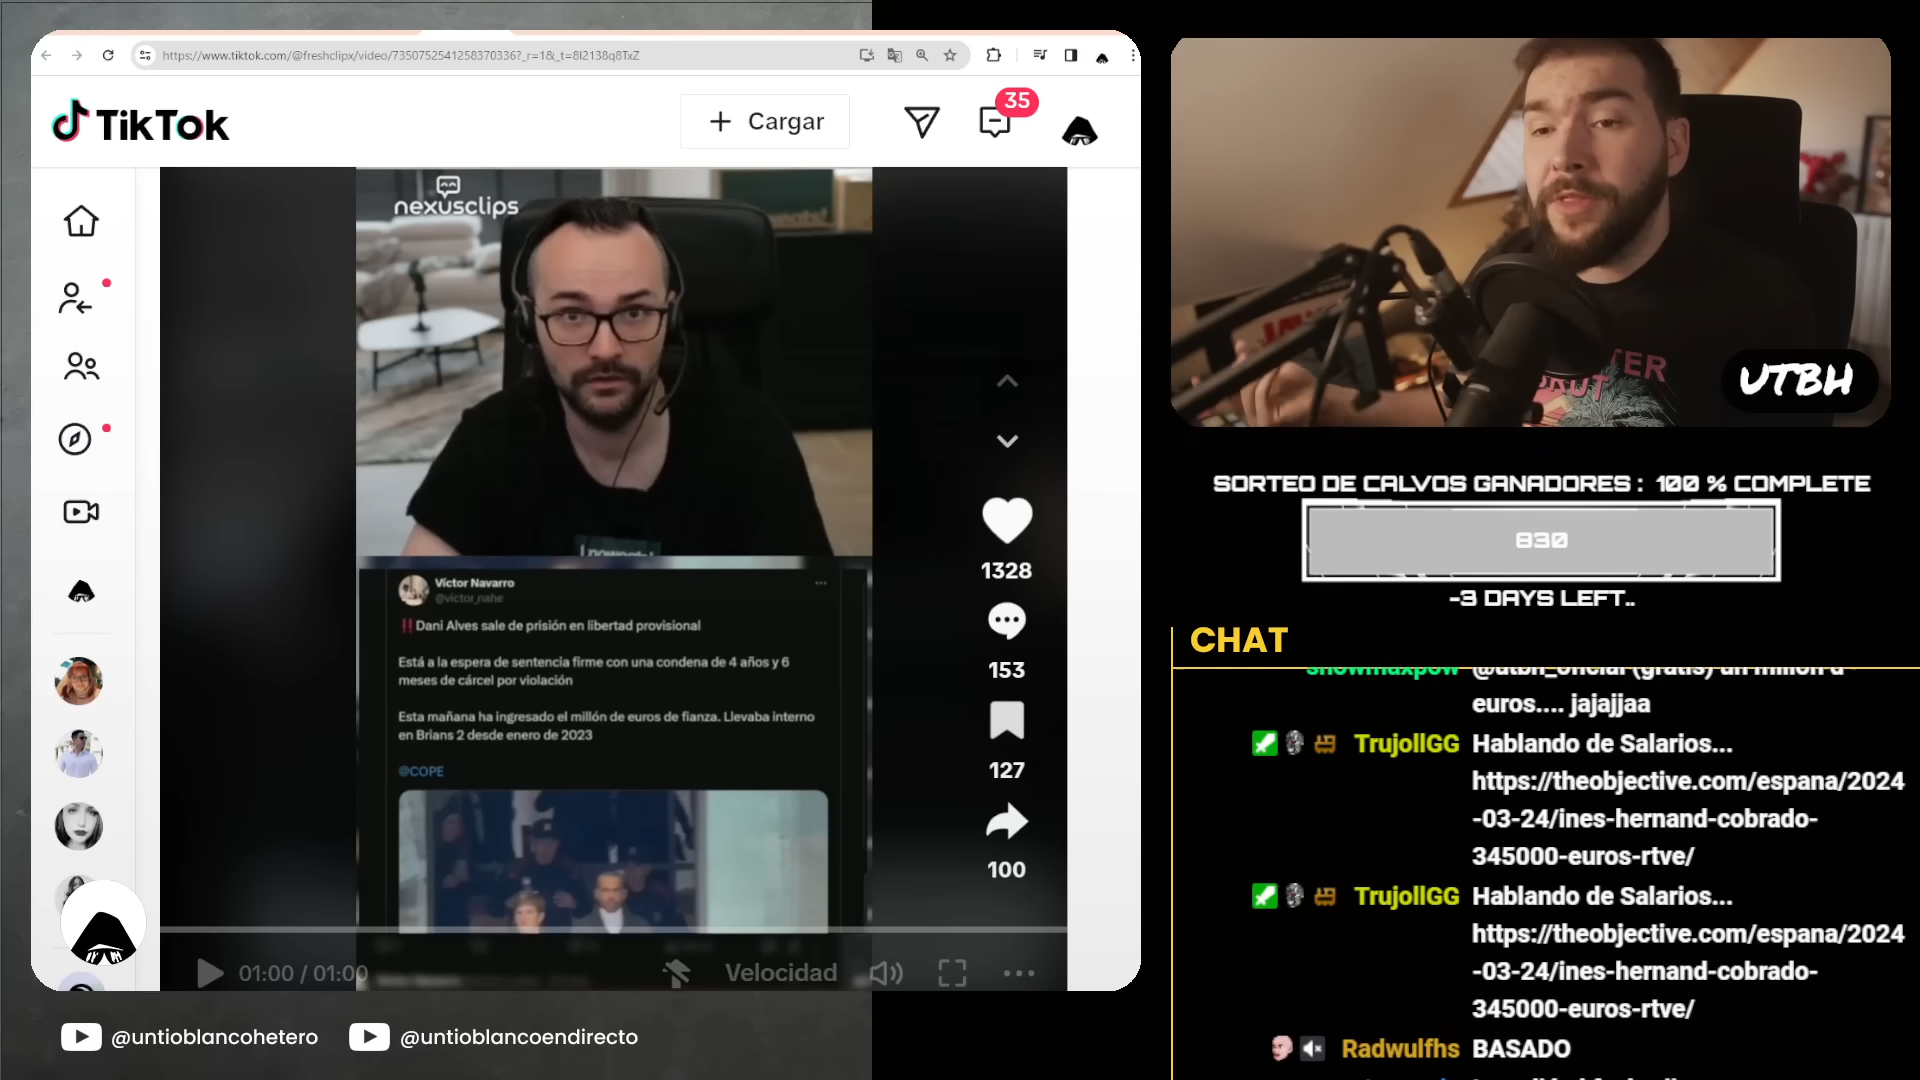 https://www.tiktok.com/@freshclipx/video/7350752541258370336?_r=1&_t=8l2138q8TxZ
TikTok
Cargar
35
nexusclips
Víctor Navarro
@victor_nahe
‼️Dani Alves sale de prisión en libertad provisional
Está a la espera de sentencia firme con una condena de 4 años y 6
meses de cárcel por violación
Esta mañana ha ingresado el millón de euros de fianza. Llevaba interno
en Brians 2 desde enero de 2023
@COPE
1328
153
127
100
01:00 / 01:00
Velocidad
@untioblancohetero
@untioblancoendirecto
UTBH
SORTEO DE CALVOS GANADORES : 100 % COMPLETE
830
-3 DAYS LEFT..
CHAT
snowmaxpow @utbh_oficial (gratis) un millón d
euros.... jajajjaa
TrujollGG Hablando de Salarios...
https://theobjective.com/espana/2024
-03-24/ines-hernand-cobrado-
345000-euros-rtve/
TrujollGG Hablando de Salarios...
https://theobjective.com/espana/2024
-03-24/ines-hernand-cobrado-
345000-euros-rtve/
Radwulfhs BASADO